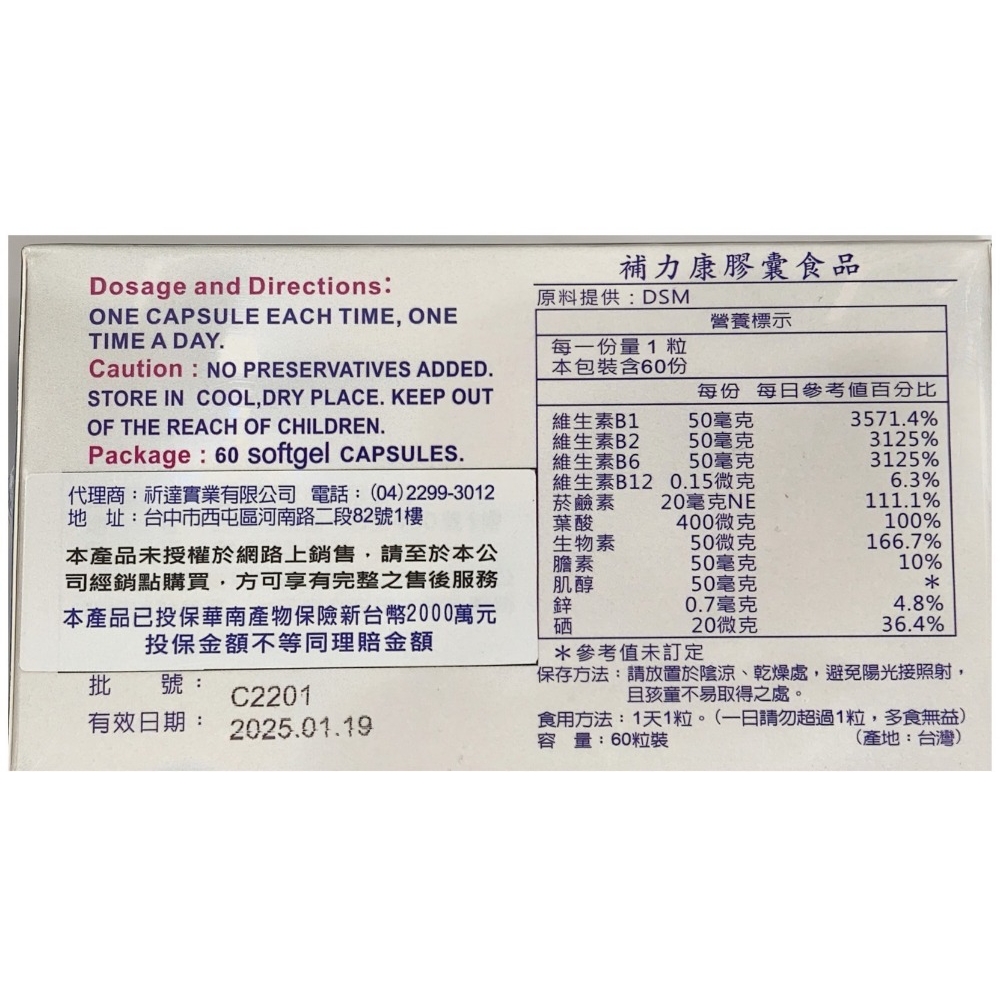 Dosage and Directions:
ONE CAPSULE EACH TIME, ONE
TIME A DAY.
Caution : NO PRESERVATIVES ADDED.
STORE IN COOL,DRY PLACE. KEEP OUT
OF THE REACH OF CHILDREN.
Package : 60 softgel CAPSULES.
代理商：祈達實業有限公司 電話：(04)2299-3012
地 址：台中市西屯區河南路二段82號1樓
本產品未授權於網路上銷售，請至於本公
司經銷點購買，方可享有完整之售後服務
本產品已投保華南產物保險新台幣2000萬元
投保金額不等同理賠金額
批 號： C2201
有效日期： 2025.01.19
補力康膠囊食品
原料提供：DSM
營養標示
每一份量 1 粒
本包裝含60份
每份 每日參考值百分比
維生素B1 50毫克 3571.4%
維生素B2 50毫克 3125%
維生素B6 50毫克 3125%
維生素B12 0.15微克 6.3%
菸鹼素 20毫克NE 111.1%
葉酸 400微克 100%
生物素 50微克 166.7%
膽素 50毫克 10%
肌醇 50毫克 *
鋅 0.7毫克 4.8%
硒 20微克 36.4%
*參考值未訂定
保存方法：請放置於陰涼、乾燥處，避免陽光接照射，
且孩童不易取得之處。
食用方法：1天1粒。(一日請勿超過1粒，多食無益)
容 量：60粒裝 (產地：台灣)